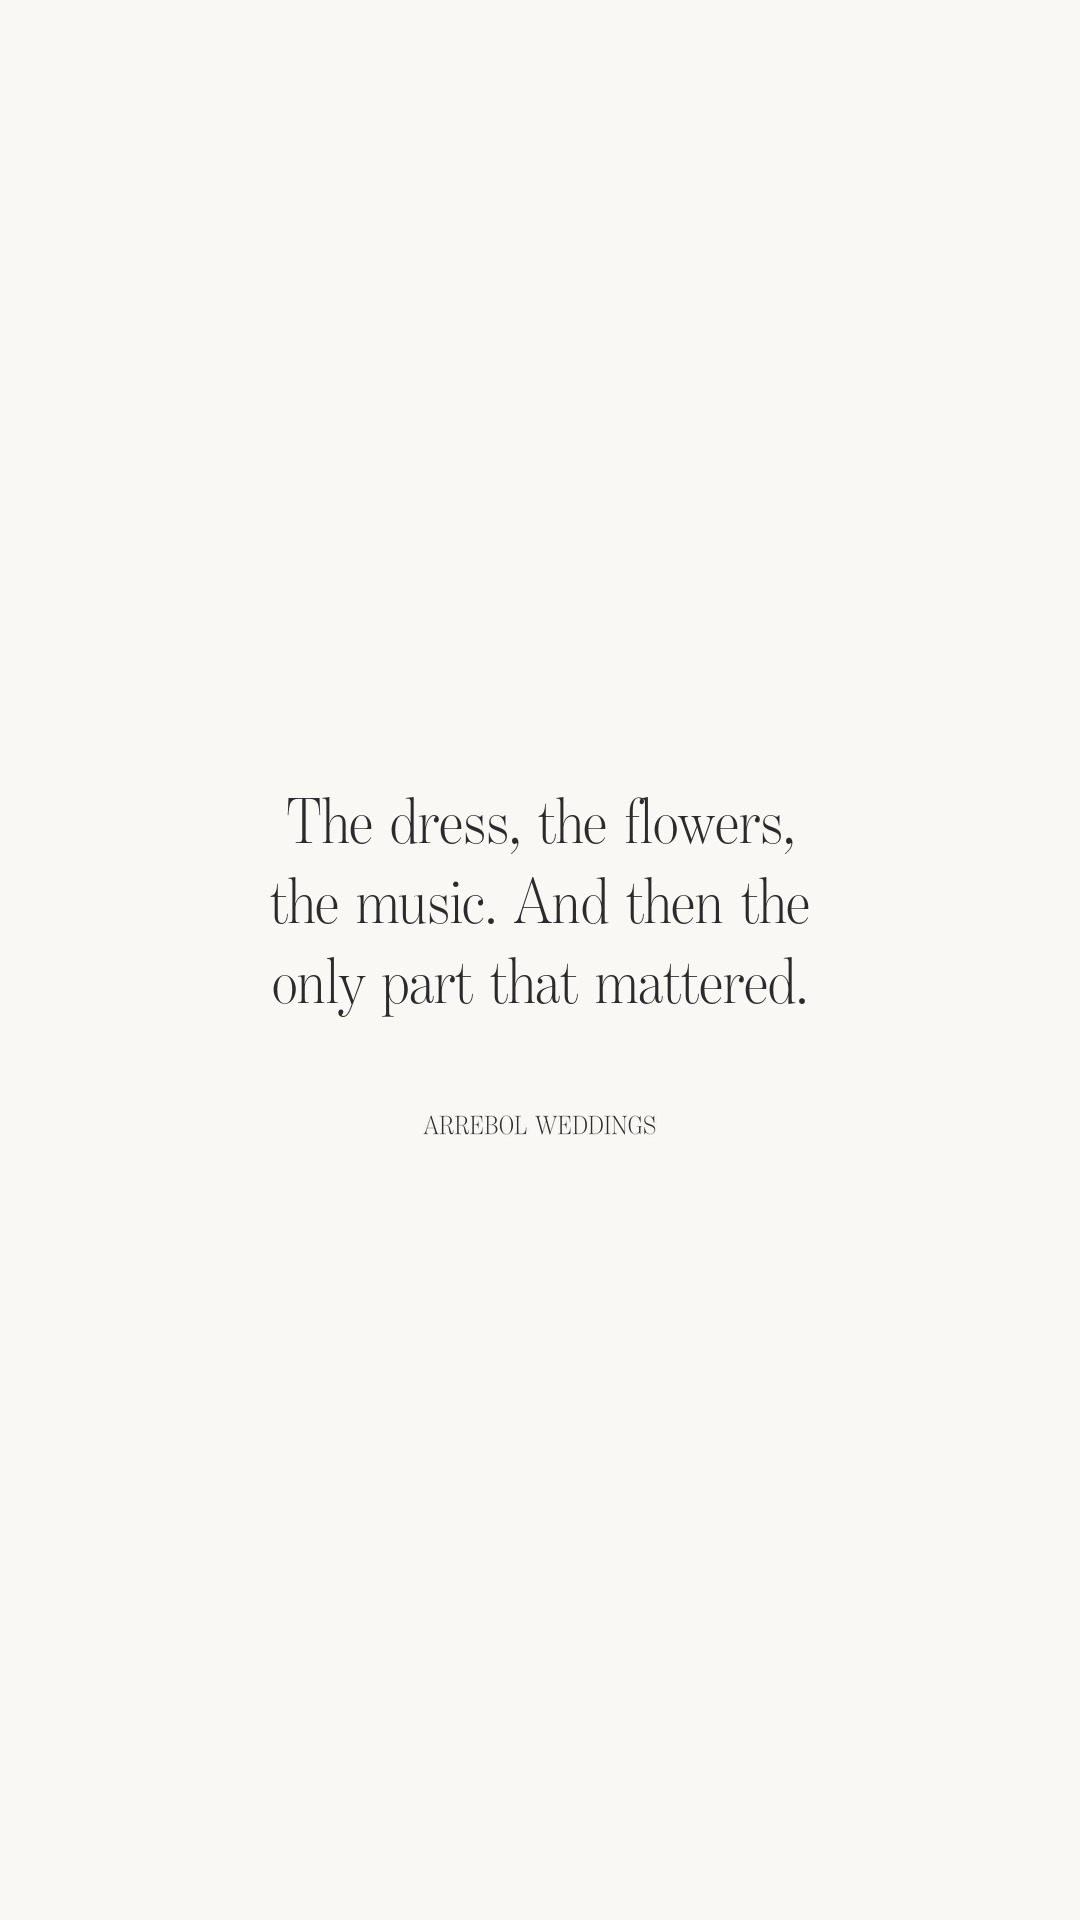 The dress, the flowers,
the music. And then the
only part that mattered.
ARREBOL WEDDINGS